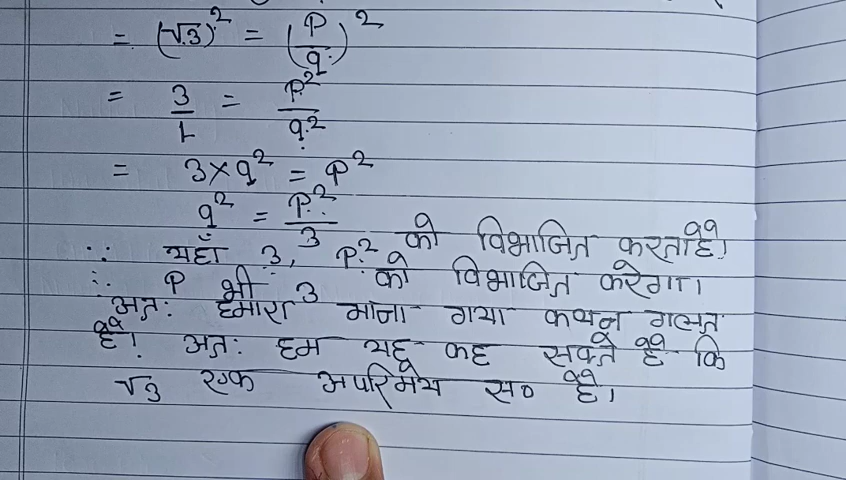 = (√3)² = (P/q)²
= 3/1 = P²/q²
= 3×q² = P²
q² = P²/3
∵ यहाँ 3, P² को विभाजित करता है।
∴ P भी 3 को विभाजित करेगा।
अतः हमारा माना गया कथन गलत
है। अतः हम यह कह सकते है कि
√3 एक अपरिमेय स० है।